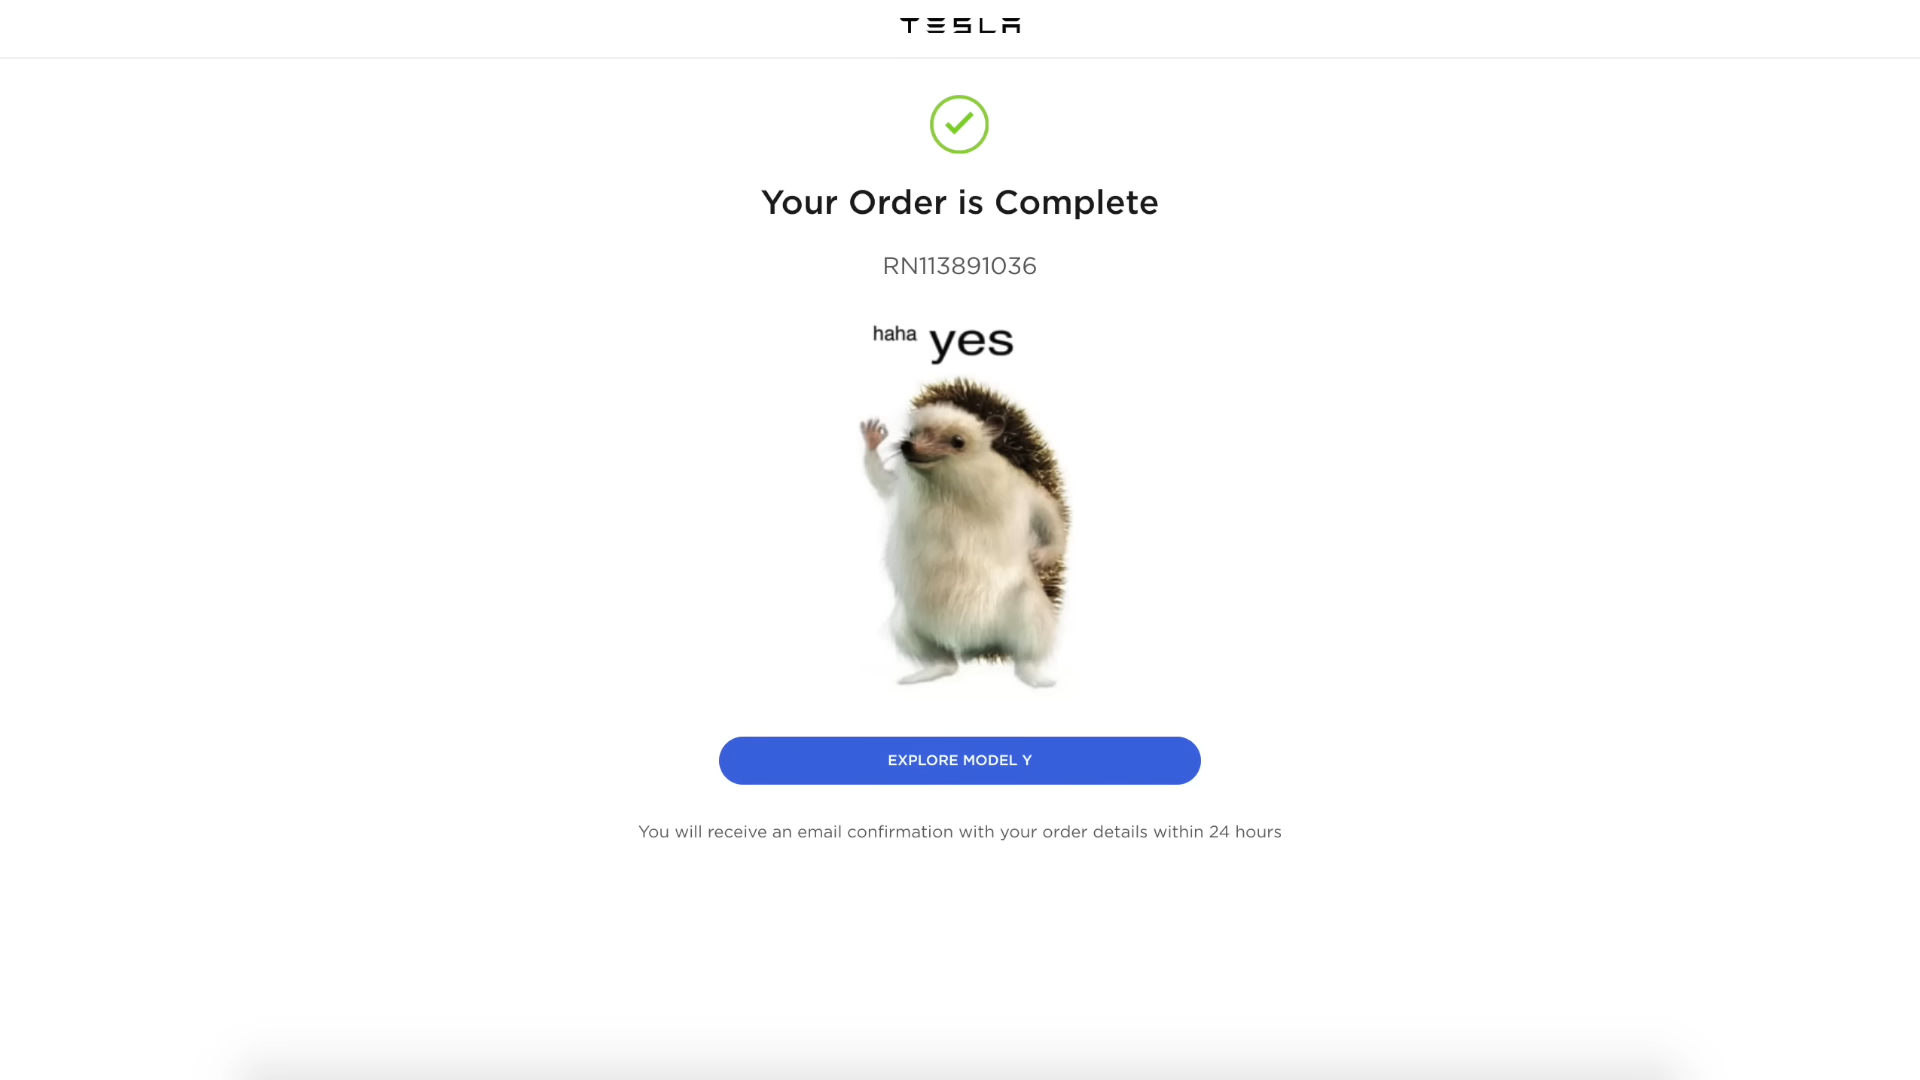 TESLA
Your Order is Complete
RN113891036
haha yes
EXPLORE MODEL Y
You will receive an email confirmation with your order details within 24 hours